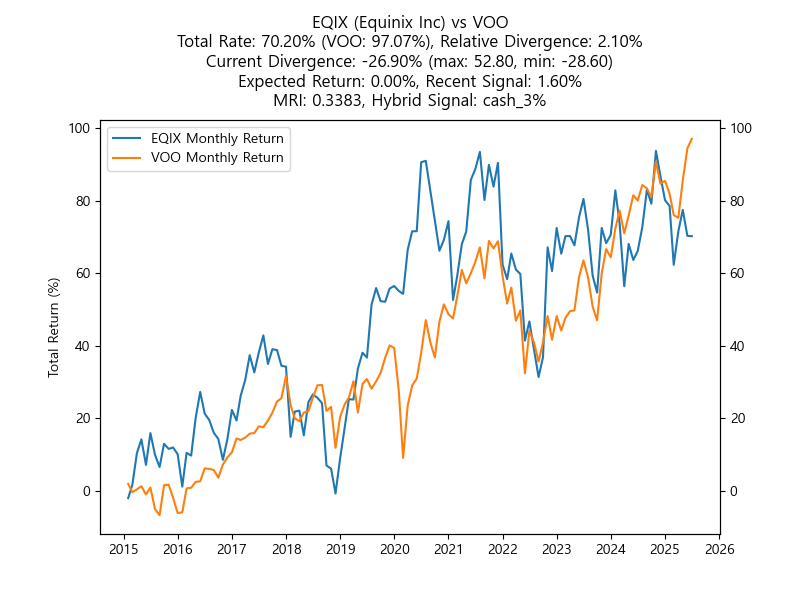 EQIX (Equinix Inc) vs VOO
Total Rate: 70.20% (VOO: 97.07%), Relative Divergence: 2.10%
Current Divergence: -26.90% (max: 52.80, min: -28.60)
Expected Return: 0.00%, Recent Signal: 1.60%
MRI: 0.3383, Hybrid Signal: cash_3%
EQIX Monthly Return
VOO Monthly Return
Total Return (%)
100
80
60
40
20
0
100
80
60
40
20
0
2015 2016 2017 2018 2019 2020 2021 2022 2023 2024 2025 2026